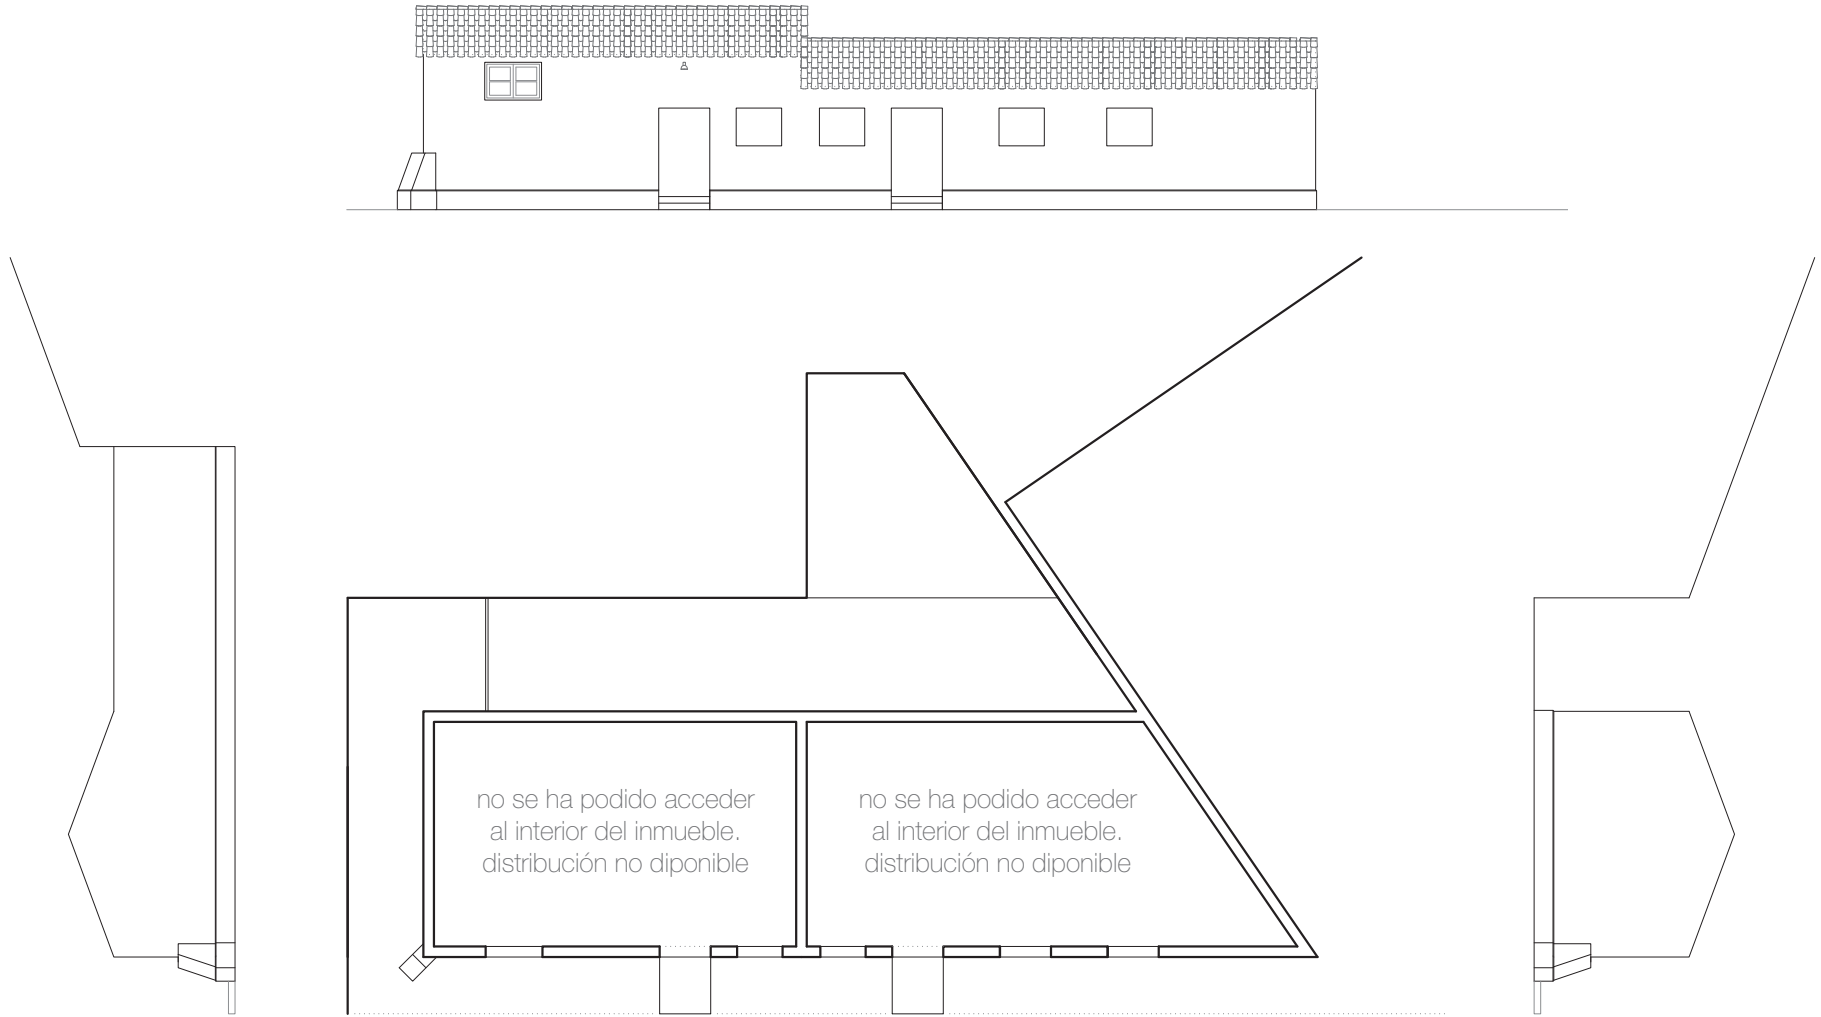 no se ha podido acceder
al interior del inmueble.
distribución no diponible
no se ha podido acceder
al interior del inmueble.
distribución no diponible